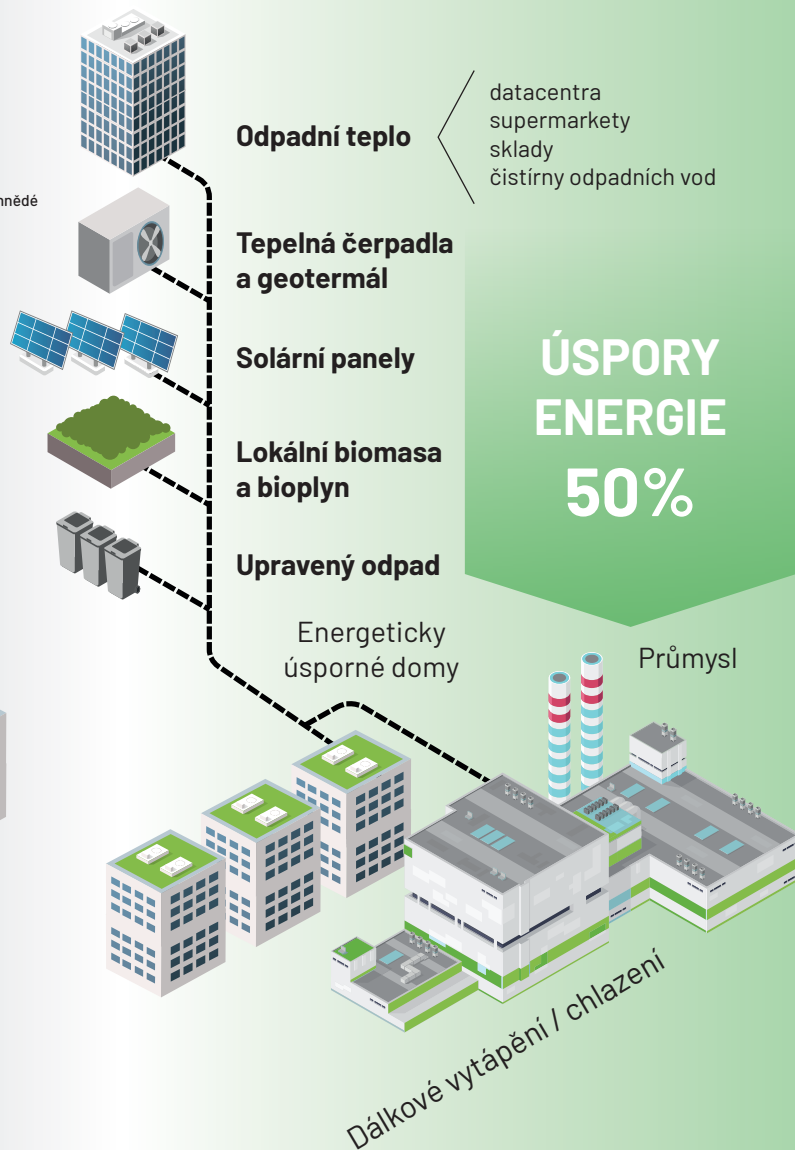 Odpadní teplo
datacentra
supermarkety
sklady
čistírny odpadních vod
Tepelná čerpadla
a geotermál
Solární panely
Lokální biomasa
a bioplyn
Upravený odpad
ÚSPORY
ENERGIE
50%
Energeticky
úsporné domy
Průmysl
Dálkové vytápění / chlazení